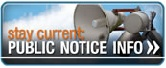 stay current:
PUBLIC NOTICE INFO »